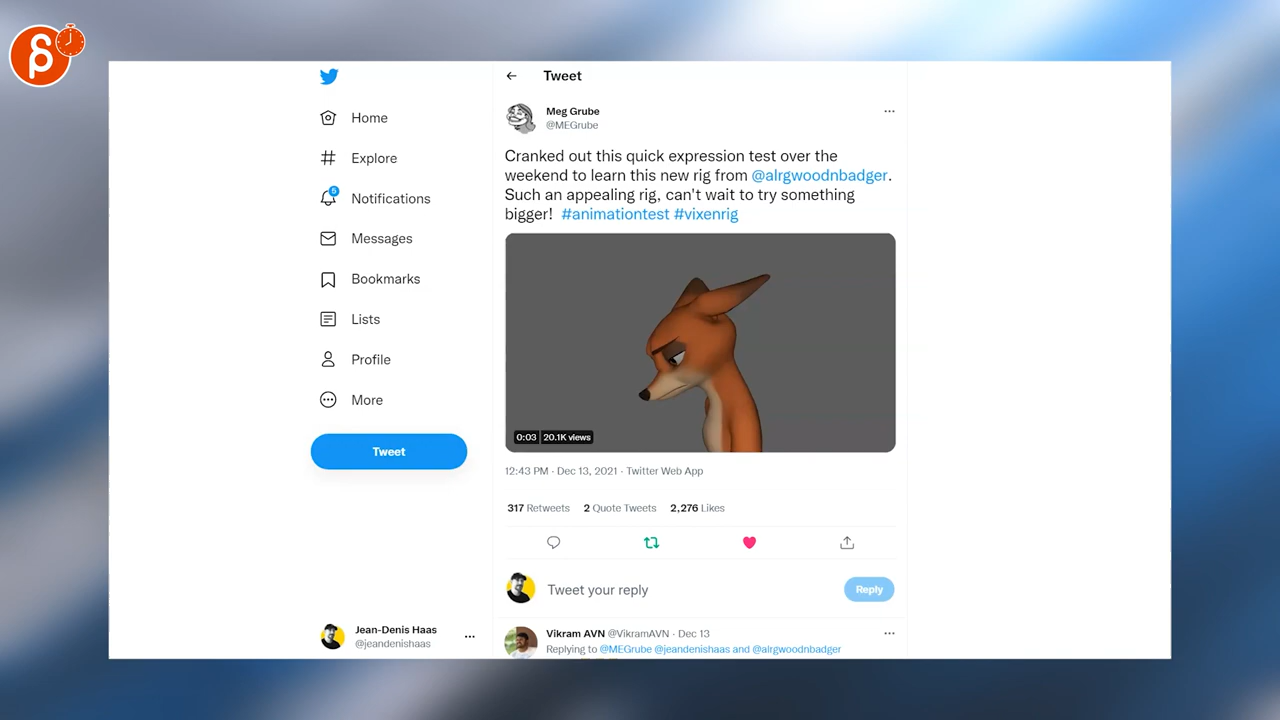 Tweet
Meg Grube
@MEGrube
Home
Explore
5
Notifications
Messages
Bookmarks
Lists
Profile
More
Tweet
Cranked out this quick expression test over the
weekend to learn this new rig from @alrgwoodnbadger.
Such an appealing rig, can't wait to try something
bigger! #animationtest #vixenrig
0:03 20.1K views
12:43 PM · Dec 13, 2021 · Twitter Web App
317 Retweets 2 Quote Tweets 2,276 Likes
Tweet your reply
Reply
Jean-Denis Haas
@jeandenishaas
Vikram AVN @VikramAVN · Dec 13
Replying to @MEGrube @jeandenishaas and @alrgwoodnbadger